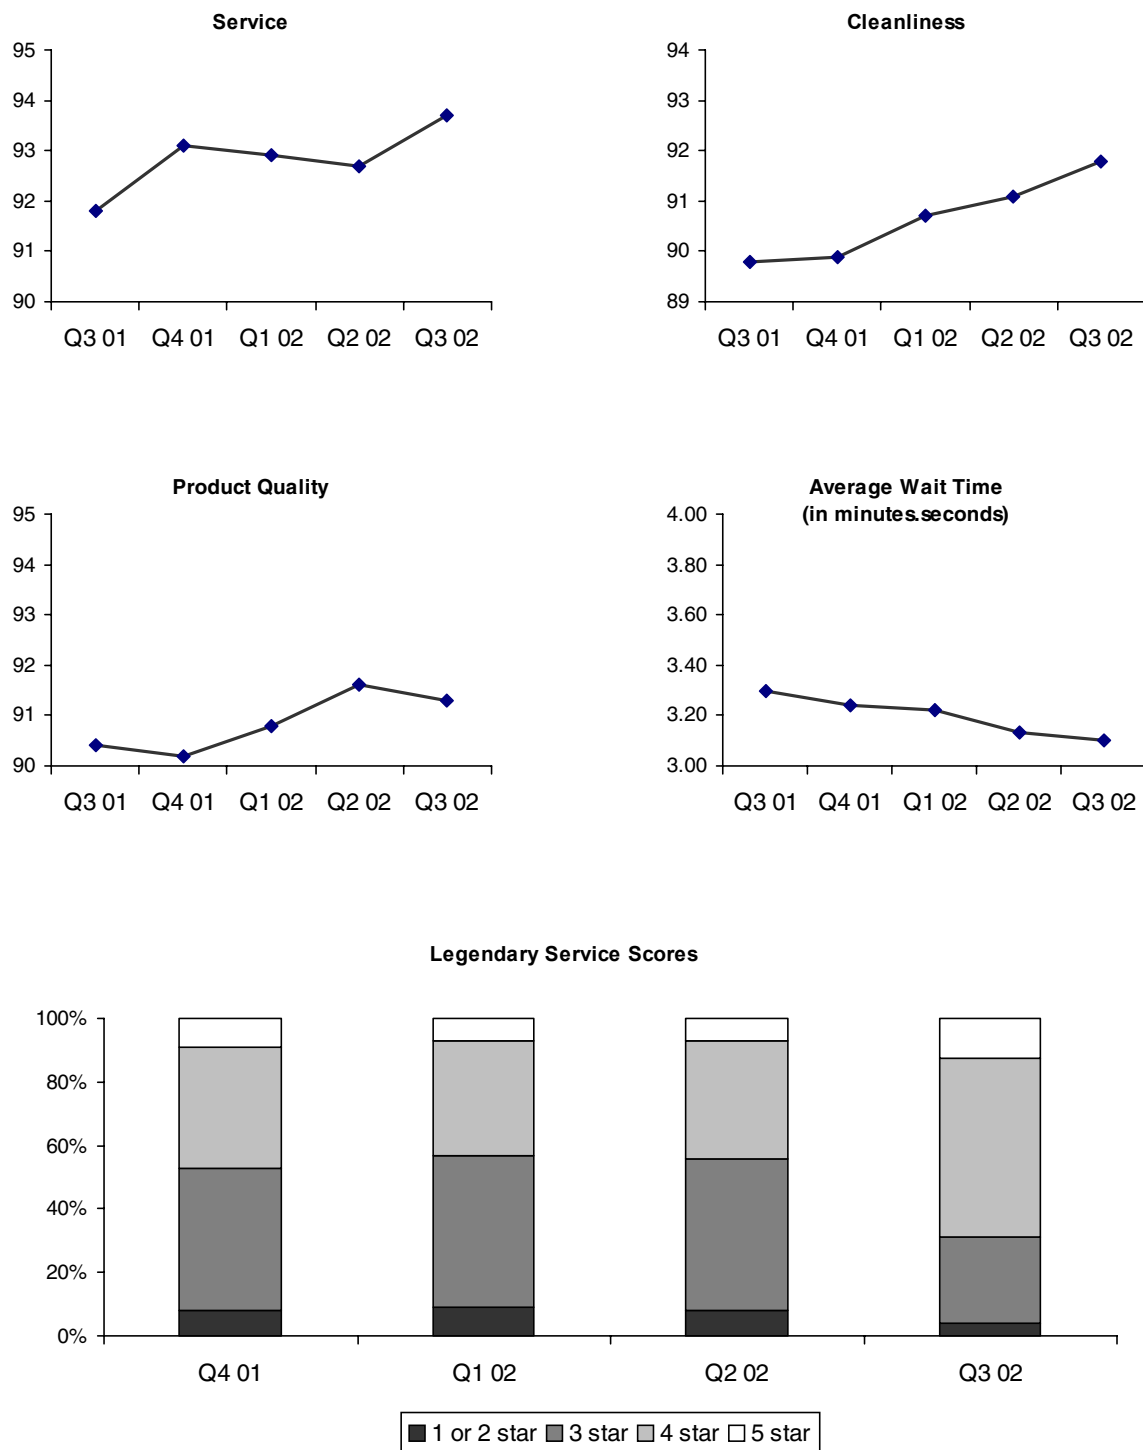 Service
95
94
93
92
91
90
Q3 01 Q4 01 Q1 02 Q2 02 Q3 02
Cleanliness
94
93
92
91
90
89
Q3 01 Q4 01 Q1 02 Q2 02 Q3 02
Product Quality
95
94
93
92
91
90
Q3 01 Q4 01 Q1 02 Q2 02 Q3 02
Average Wait Time
(in minutes.seconds)
4.00
3.80
3.60
3.40
3.20
3.00
Q3 01 Q4 01 Q1 02 Q2 02 Q3 02
Legendary Service Scores
100%
80%
60%
40%
20%
0%
Q4 01 Q1 02 Q2 02 Q3 02
1 or 2 star 3 star 4 star 5 star